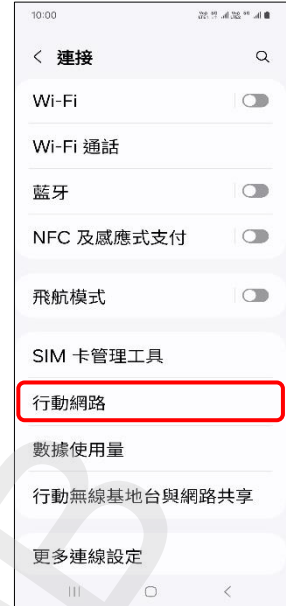 10:00
連接
Wi-Fi
Wi-Fi 通話
藍牙
NFC 及感應式支付
飛航模式
SIM 卡管理工具
行動網路
數據使用量
行動無線基地台與網路共享
更多連線設定